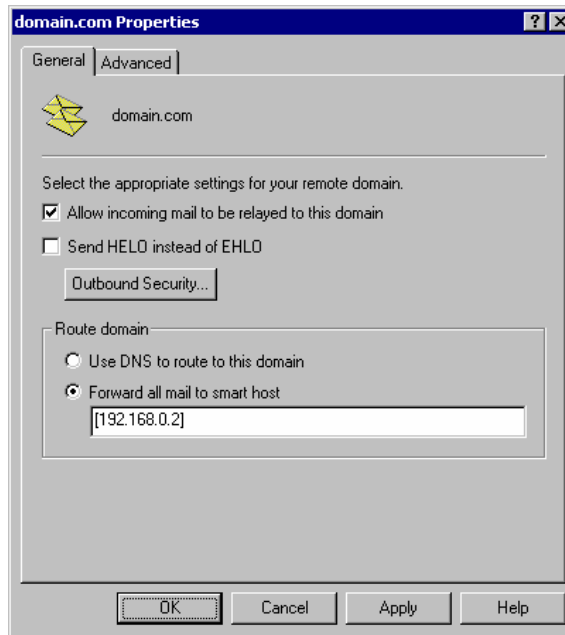 domain.com Properties
General
Advanced
domain.com
Select the appropriate settings for your remote domain.
Allow incoming mail to be relayed to this domain
Send HELO instead of EHLO
Outbound Security...
Route domain
Use DNS to route to this domain
Forward all mail to smart host
[192.168.0.2]
OK
Cancel
Apply
Help